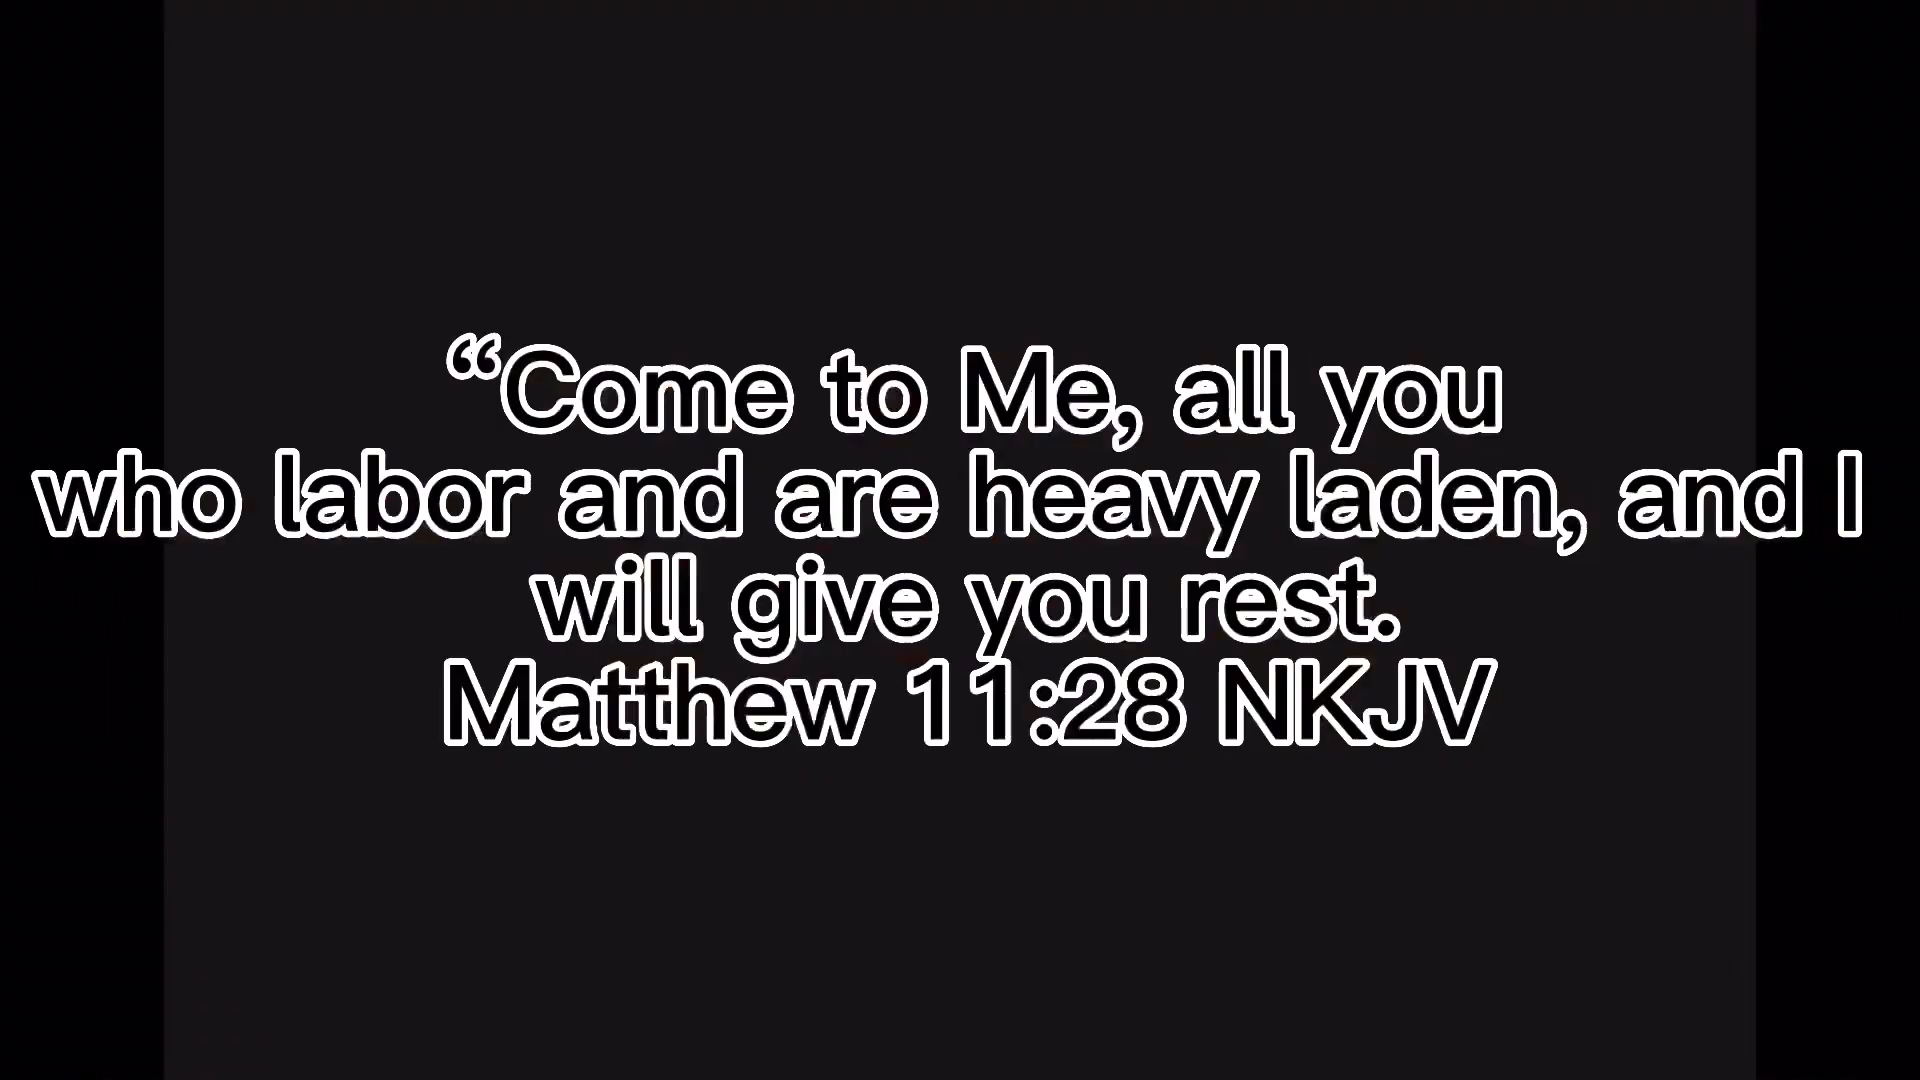 “Come to Me, all you
who labor and are heavy laden, and I
will give you rest.
Matthew 11:28 NKJV